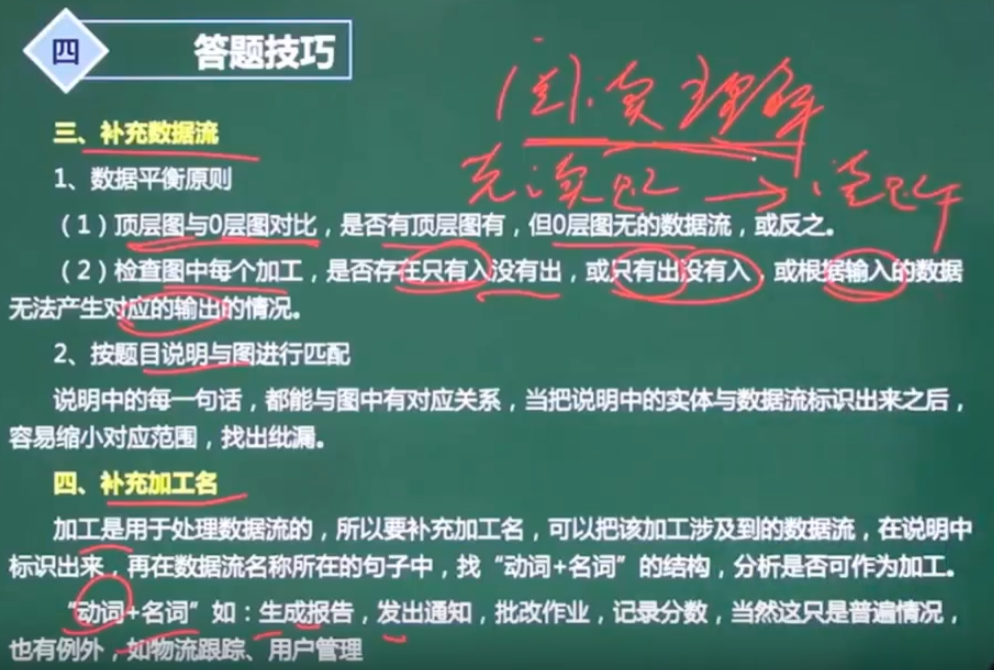 四 答题技巧
三、补充数据流
1、数据平衡原则
（1）顶层图与0层图对比，是否有顶层图有，但0层图无的数据流，或反之。
（2）检查图中每个加工，是否存在只有入没有出，或只有出没有入，或根据输入的数据
无法产生对应的输出的情况。
2、按题目说明与图进行匹配
说明中的每一句话，都能与图中有对应关系，当把说明中的实体与数据流标识出来之后，
容易缩小对应范围，找出纰漏。
四、补充加工名
加工是用于处理数据流的，所以要补充加工名，可以把该加工涉及到的数据流，在说明中
标识出来，再在数据流名称所在的句子中，找“动词+名词”的结构，分析是否可作为加工。
“动词+名词”如：生成报告，发出通知，批改作业，记录分数，当然这只是普遍情况，
也有例外，如物流跟踪、用户管理